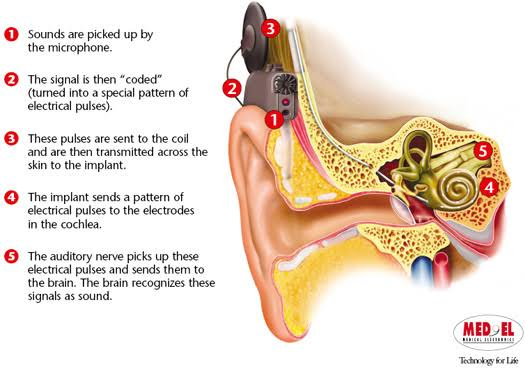 1 Sounds are picked up by
the microphone.
2 The signal is then “coded”
(turned into a special pattern of
electrical pulses).
3 These pulses are sent to the coil
and are then transmitted across the
skin to the implant.
4 The implant sends a pattern of
electrical pulses to the electrodes
in the cochlea.
5 The auditory nerve picks up these
electrical pulses and sends them to
the brain. The brain recognizes these
signals as sound.
3
2
1
5
4
MED EL
MEDICAL ELECTRONICS
Technology for Life